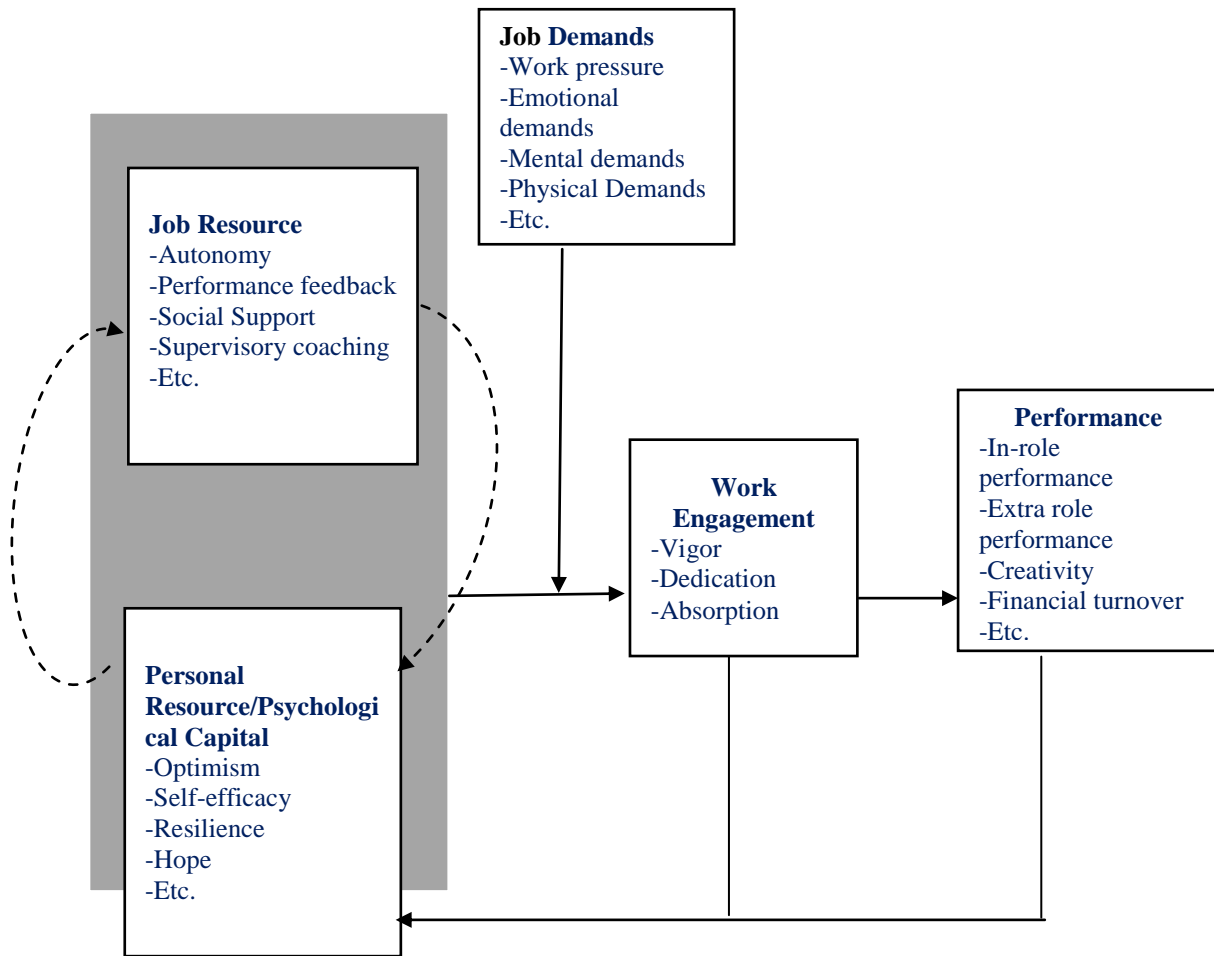 Job Demands
-Work pressure
-Emotional
demands
-Mental demands
-Physical Demands
-Etc.
Job Resource
-Autonomy
-Performance feedback
-Social Support
-Supervisory coaching
-Etc.
Personal
Resource/Psychologi
cal Capital
-Optimism
-Self-efficacy
-Resilience
-Hope
-Etc.
Work
Engagement
-Vigor
-Dedication
-Absorption
Performance
-In-role
performance
-Extra role
performance
-Creativity
-Financial turnover
-Etc.